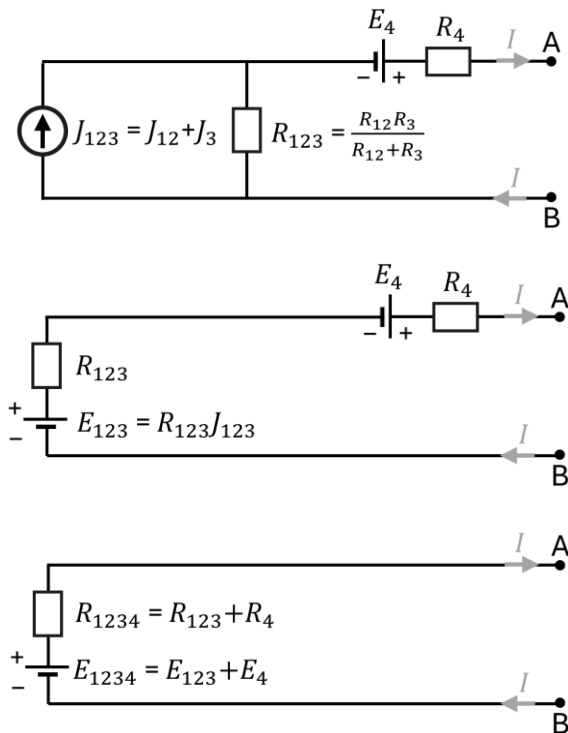 E₄ R₄ I A
− +
J₁₂₃ = J₁₂+J₃ R₁₂₃ = R₁₂R₃/(R₁₂+R₃)
I
B
E₄ R₄ I A
− +
R₁₂₃
+
− E₁₂₃ = R₁₂₃J₁₂₃
I
B
I A
R₁₂₃₄ = R₁₂₃+R₄
+
− E₁₂₃₄ = E₁₂₃+E₄
I
B